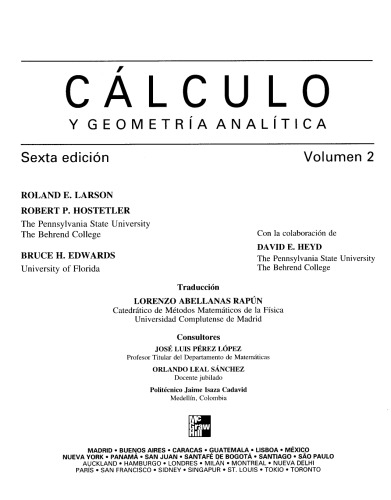 CÁLCULO
Y GEOMETRÍA ANALÍTICA
Sexta edición
Volumen 2
ROLAND E. LARSON
ROBERT P. HOSTETLER
The Pennsylvania State University
The Behrend College
BRUCE H. EDWARDS
University of Florida
Con la colaboración de
DAVID E. HEYD
The Pennsylvania State University
The Behrend College
Traducción
LORENZO ABELLANAS RAPÚN
Catedrático de Métodos Matemáticos de la Física
Universidad Complutense de Madrid
Consultores
JOSÉ LUIS PÉREZ LÓPEZ
Profesor Titular del Departamento de Matemáticas
ORLANDO LEAL SÁNCHEZ
Docente jubilado
Politécnico Jaime Isaza Cadavid
Medellín, Colombia
Mc
Graw
Hill
MADRID • BUENOS AIRES • CARACAS • GUATEMALA • LISBOA • MÉXICO
NUEVA YORK • PANAMÁ • SAN JUAN • SANTAFÉ DE BOGOTÁ • SANTIAGO • SÃO PAULO
AUCKLAND • HAMBURGO • LONDRES • MILÁN • MONTREAL • NUEVA DELHI
PARÍS • SAN FRANCISCO • SIDNEY • SINGAPUR • ST. LOUIS • TOKIO • TORONTO